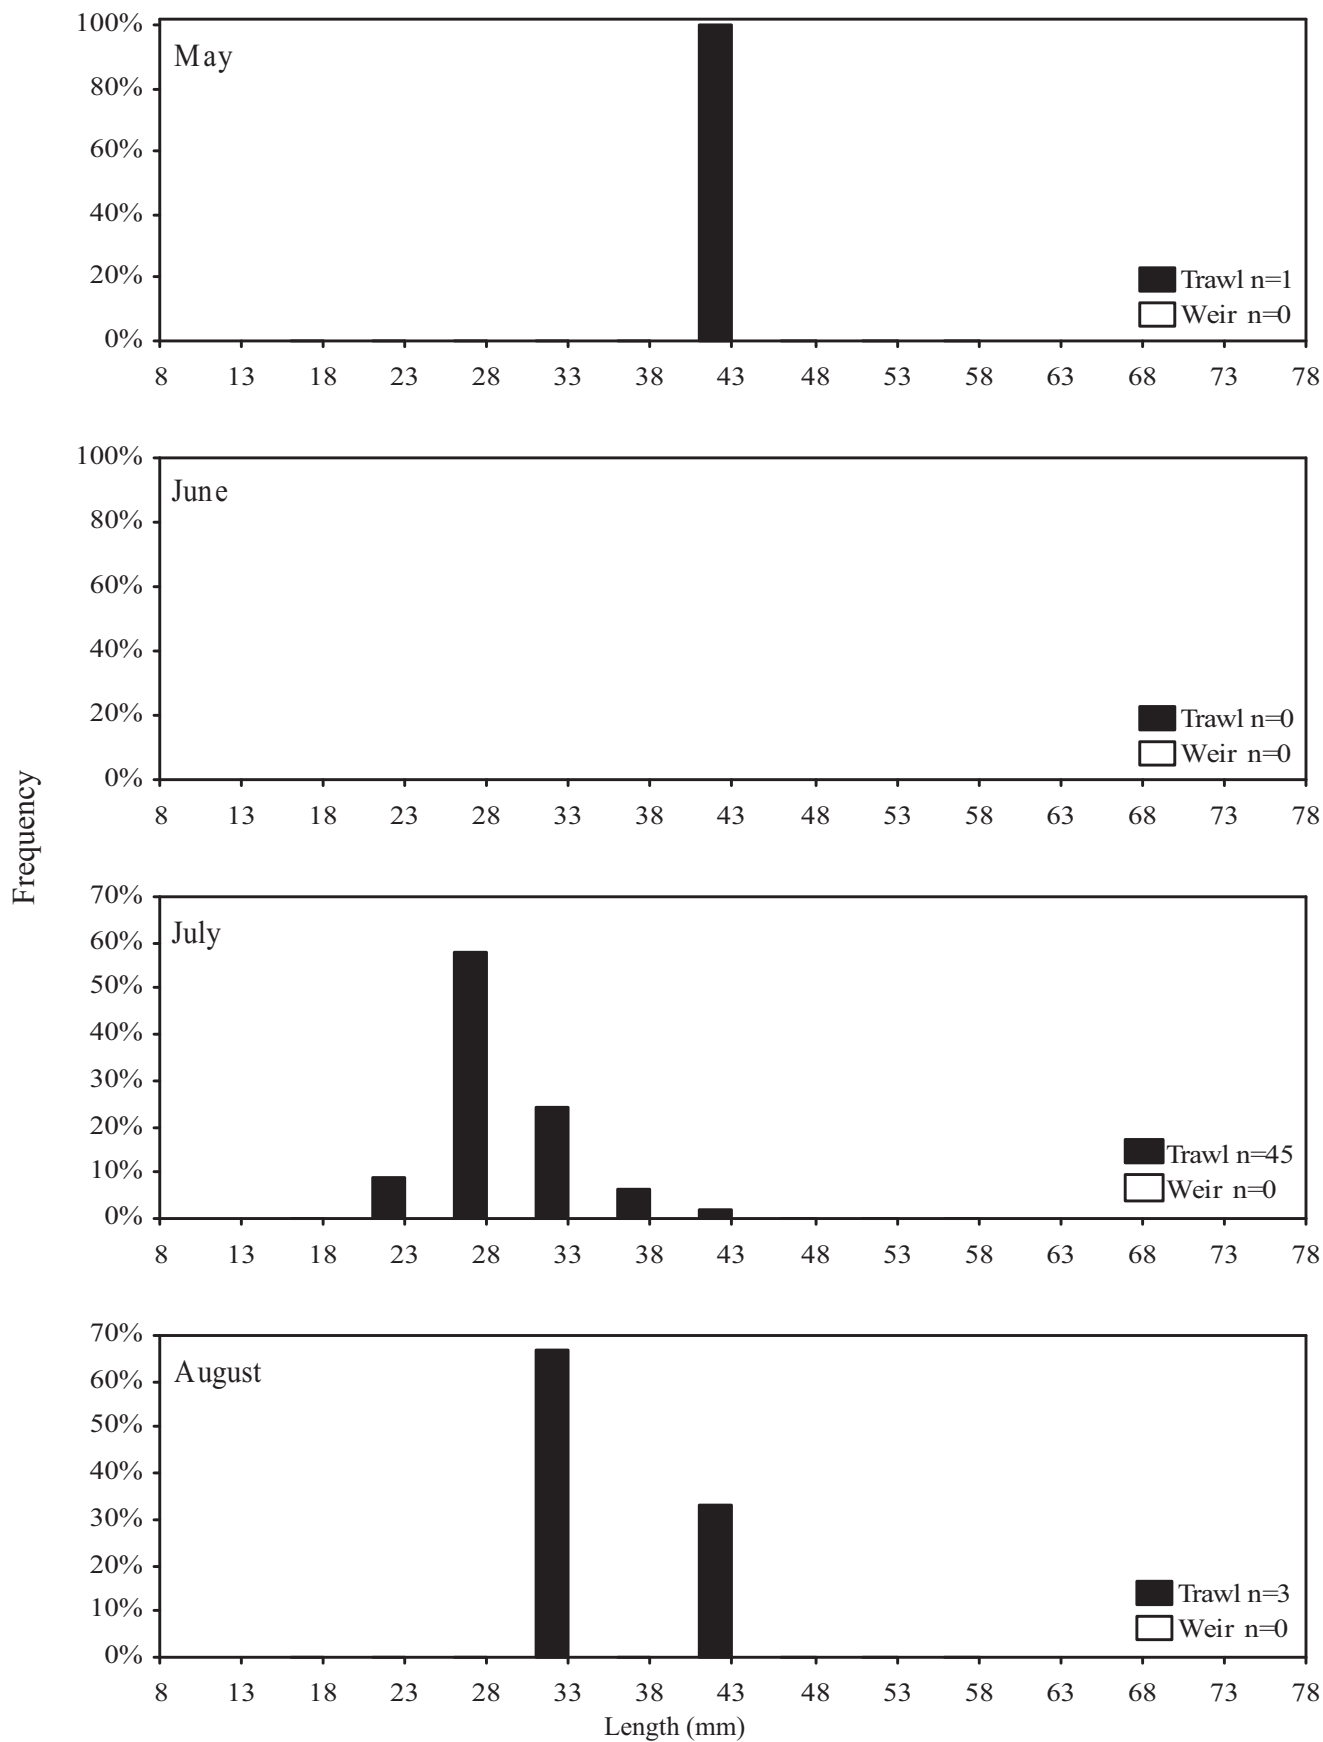 100%
May
80%
60%
40%
20%
Trawl n=1
Weir n=0
0%
8 13 18 23 28 33 38 43 48 53 58 63 68 73 78
100%
June
80%
60%
40%
20%
Trawl n=0
Weir n=0
0%
8 13 18 23 28 33 38 43 48 53 58 63 68 73 78
Frequency
70%
July
60%
50%
40%
30%
20%
Trawl n=45
10%
Weir n=0
0%
8 13 18 23 28 33 38 43 48 53 58 63 68 73 78
70%
August
60%
50%
40%
30%
20%
Trawl n=3
10%
Weir n=0
0%
8 13 18 23 28 33 38 43 48 53 58 63 68 73 78
Length (mm)